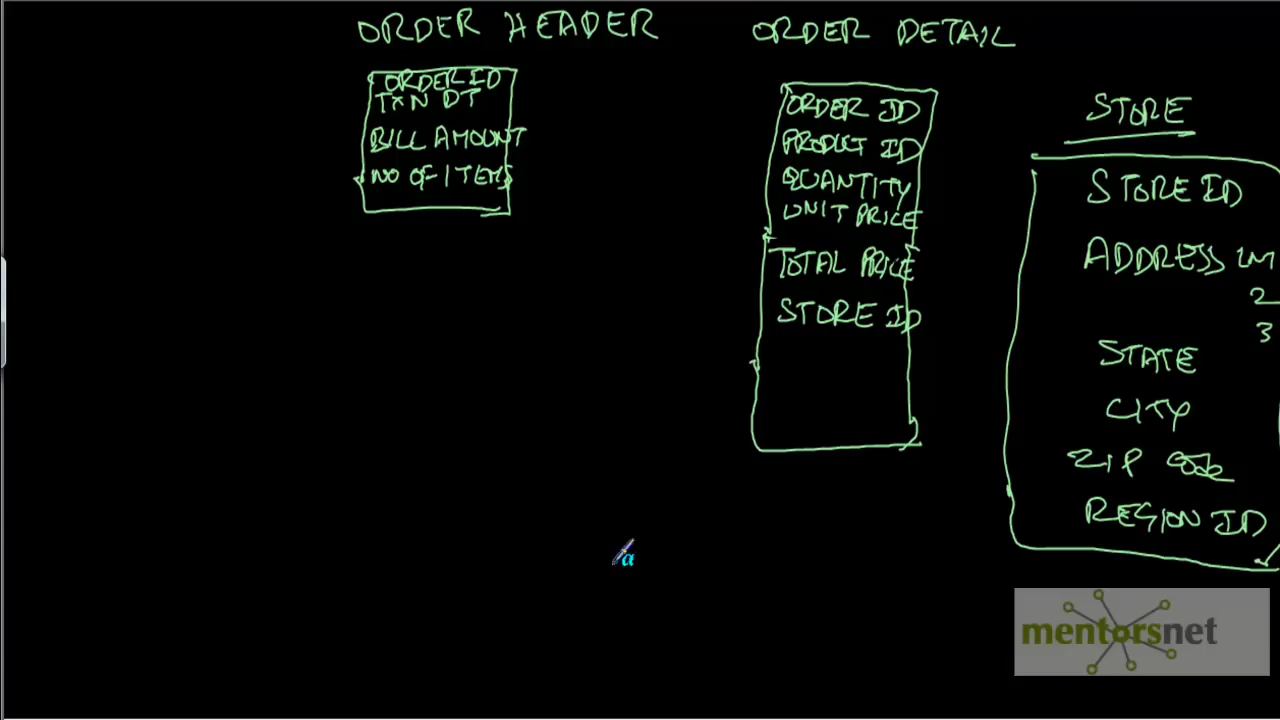 ORDER HEADER
ORDER ID
TXN DT
BILL AMOUNT
NO OF ITEMS
ORDER DETAIL
ORDER ID
PRODUCT ID
QUANTITY
UNIT PRICE
TOTAL PRICE
STORE ID
STORE
STORE ID
ADDRESS LN
2
3
STATE
CITY
ZIP Code
REGION ID
a
mentorsnet